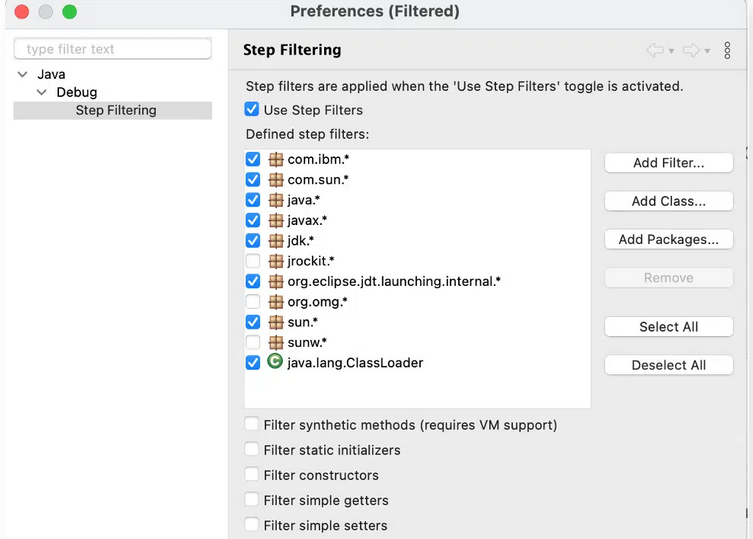 Preferences (Filtered)
type filter text
Java
Debug
Step Filtering
Step Filtering
Step filters are applied when the 'Use Step Filters' toggle is activated.
Use Step Filters
Defined step filters:
com.ibm.*
com.sun.*
java.*
javax.*
jdk.*
jrockit.*
org.eclipse.jdt.launching.internal.*
org.omg.*
sun.*
sunw.*
C java.lang.ClassLoader
Add Filter...
Add Class...
Add Packages...
Remove
Select All
Deselect All
Filter synthetic methods (requires VM support)
Filter static initializers
Filter constructors
Filter simple getters
Filter simple setters